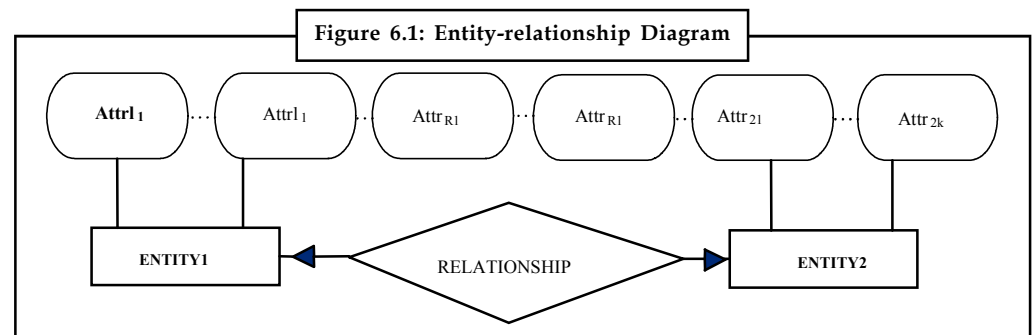 Figure 6.1: Entity-relationship Diagram
Attrl 1 ... Attrl 1 ... Attr R1 ... Attr R1 ... Attr 21 ... Attr 2k
ENTITY1 RELATIONSHIP ENTITY2